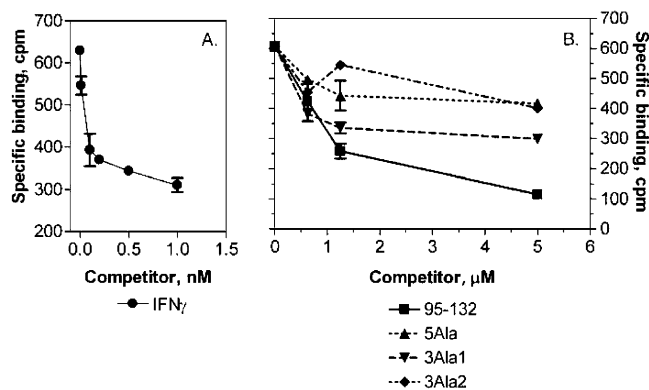 A.
700
600
500
400
300
200
Specific binding, cpm
0.0 0.5 1.0 1.5
Competitor, nM
IFNγ
B.
700
600
500
400
300
200
100
0
Specific binding, cpm
0 1 2 3 4 5 6
Competitor, μM
95-132
5Ala
3Ala1
3Ala2